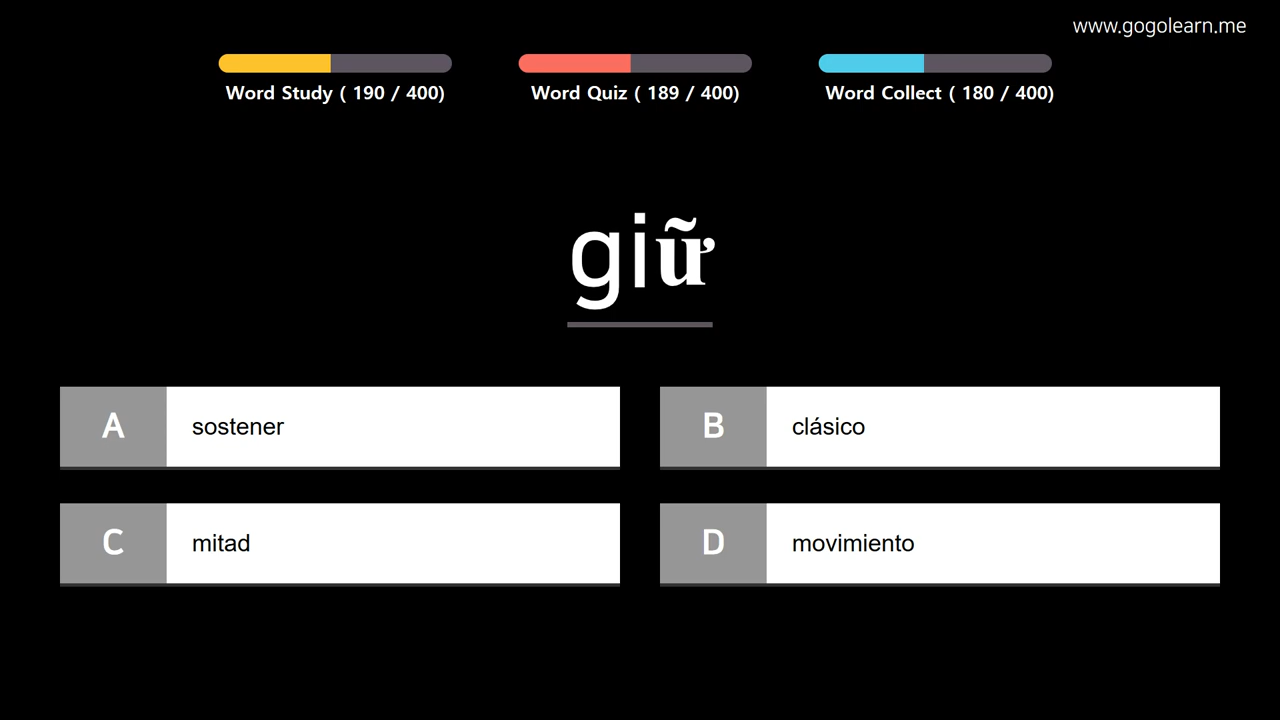 www.gogolearn.me
Word Study ( 190 / 400)
Word Quiz ( 189 / 400)
Word Collect ( 180 / 400)
giữ
A sostener
B clásico
C mitad
D movimiento